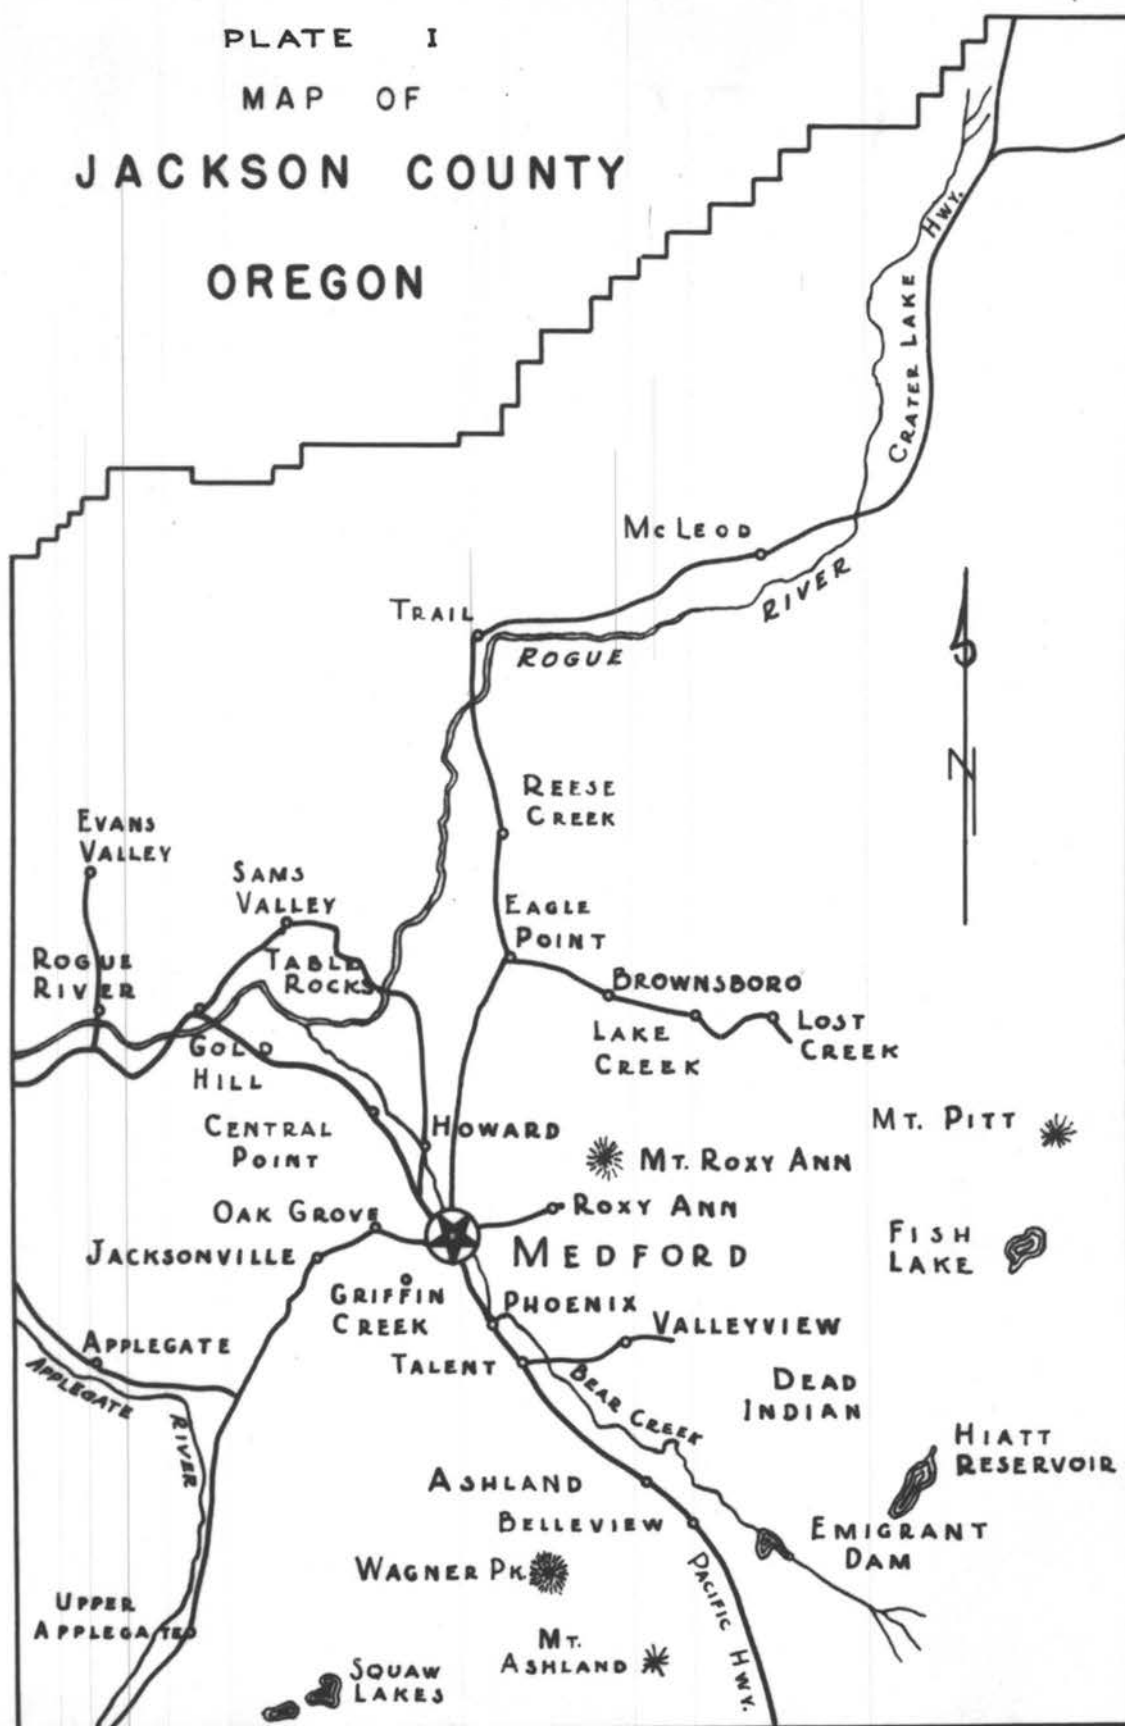 PLATE I
MAP OF
JACKSON COUNTY
OREGON
CRATER LAKE HWY.
McLEOD
TRAIL
RIVER
ROGUE
N
REESE
CREEK
EVANS
VALLEY
SAMS
VALLEY
EAGLE
POINT
ROGUE
RIVER
TABLE
ROCKS
BROWNSBORO
LAKE
CREEK
LOST
CREEK
GOLD
HILL
CENTRAL
POINT
HOWARD
MT. PITT
MT. ROXY ANN
OAK GROVE
ROXY ANN
JACKSONVILLE
MEDFORD
FISH
LAKE
GRIFFIN
CREEK
PHOENIX
VALLEYVIEW
APPLEGATE
TALENT
APPLEGATE
RIVER
BEAR CREEK
DEAD
INDIAN
HIATT
RESERVOIR
ASHLAND
BELLEVIEW
EMIGRANT
DAM
WAGNER PK.
PACIFIC HWY.
UPPER
APPLEGATE
MT.
ASHLAND
SQUAW
LAKES